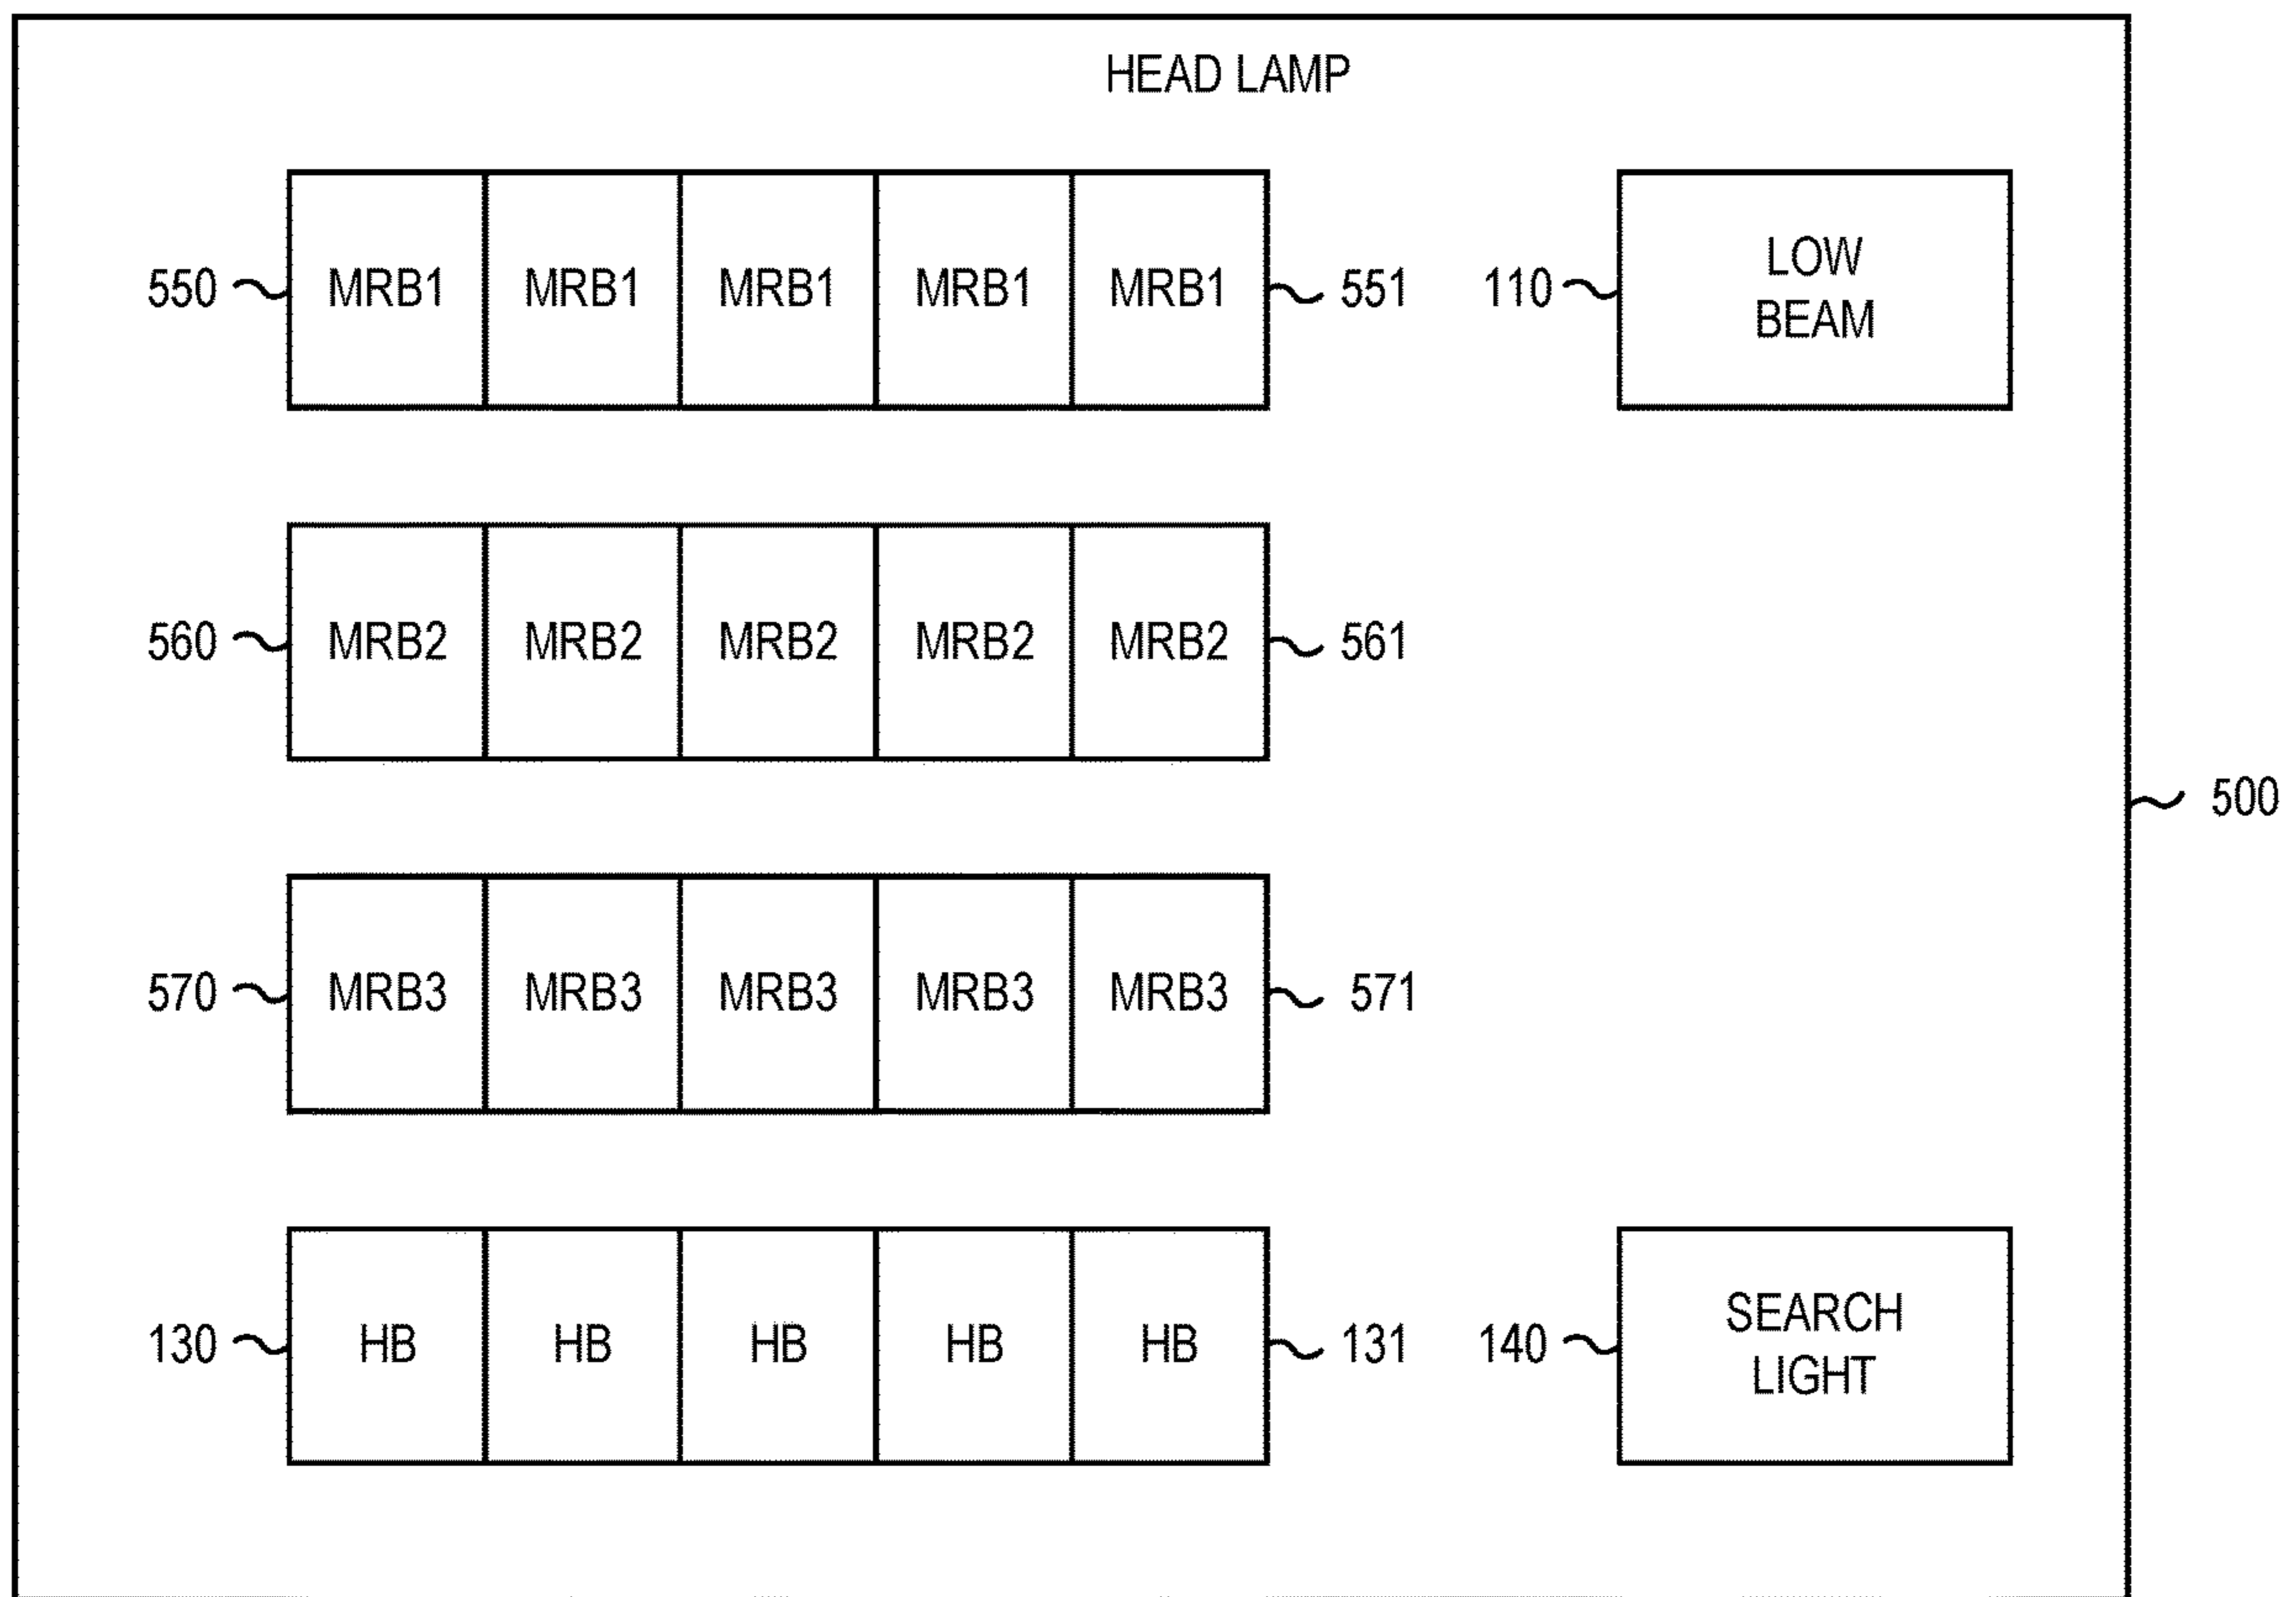 HEAD LAMP
550 MRB1 MRB1 MRB1 MRB1 MRB1 551
110 LOW
BEAM
560 MRB2 MRB2 MRB2 MRB2 MRB2 561
500
570 MRB3 MRB3 MRB3 MRB3 MRB3 571
130 HB HB HB HB HB 131
140 SEARCH
LIGHT